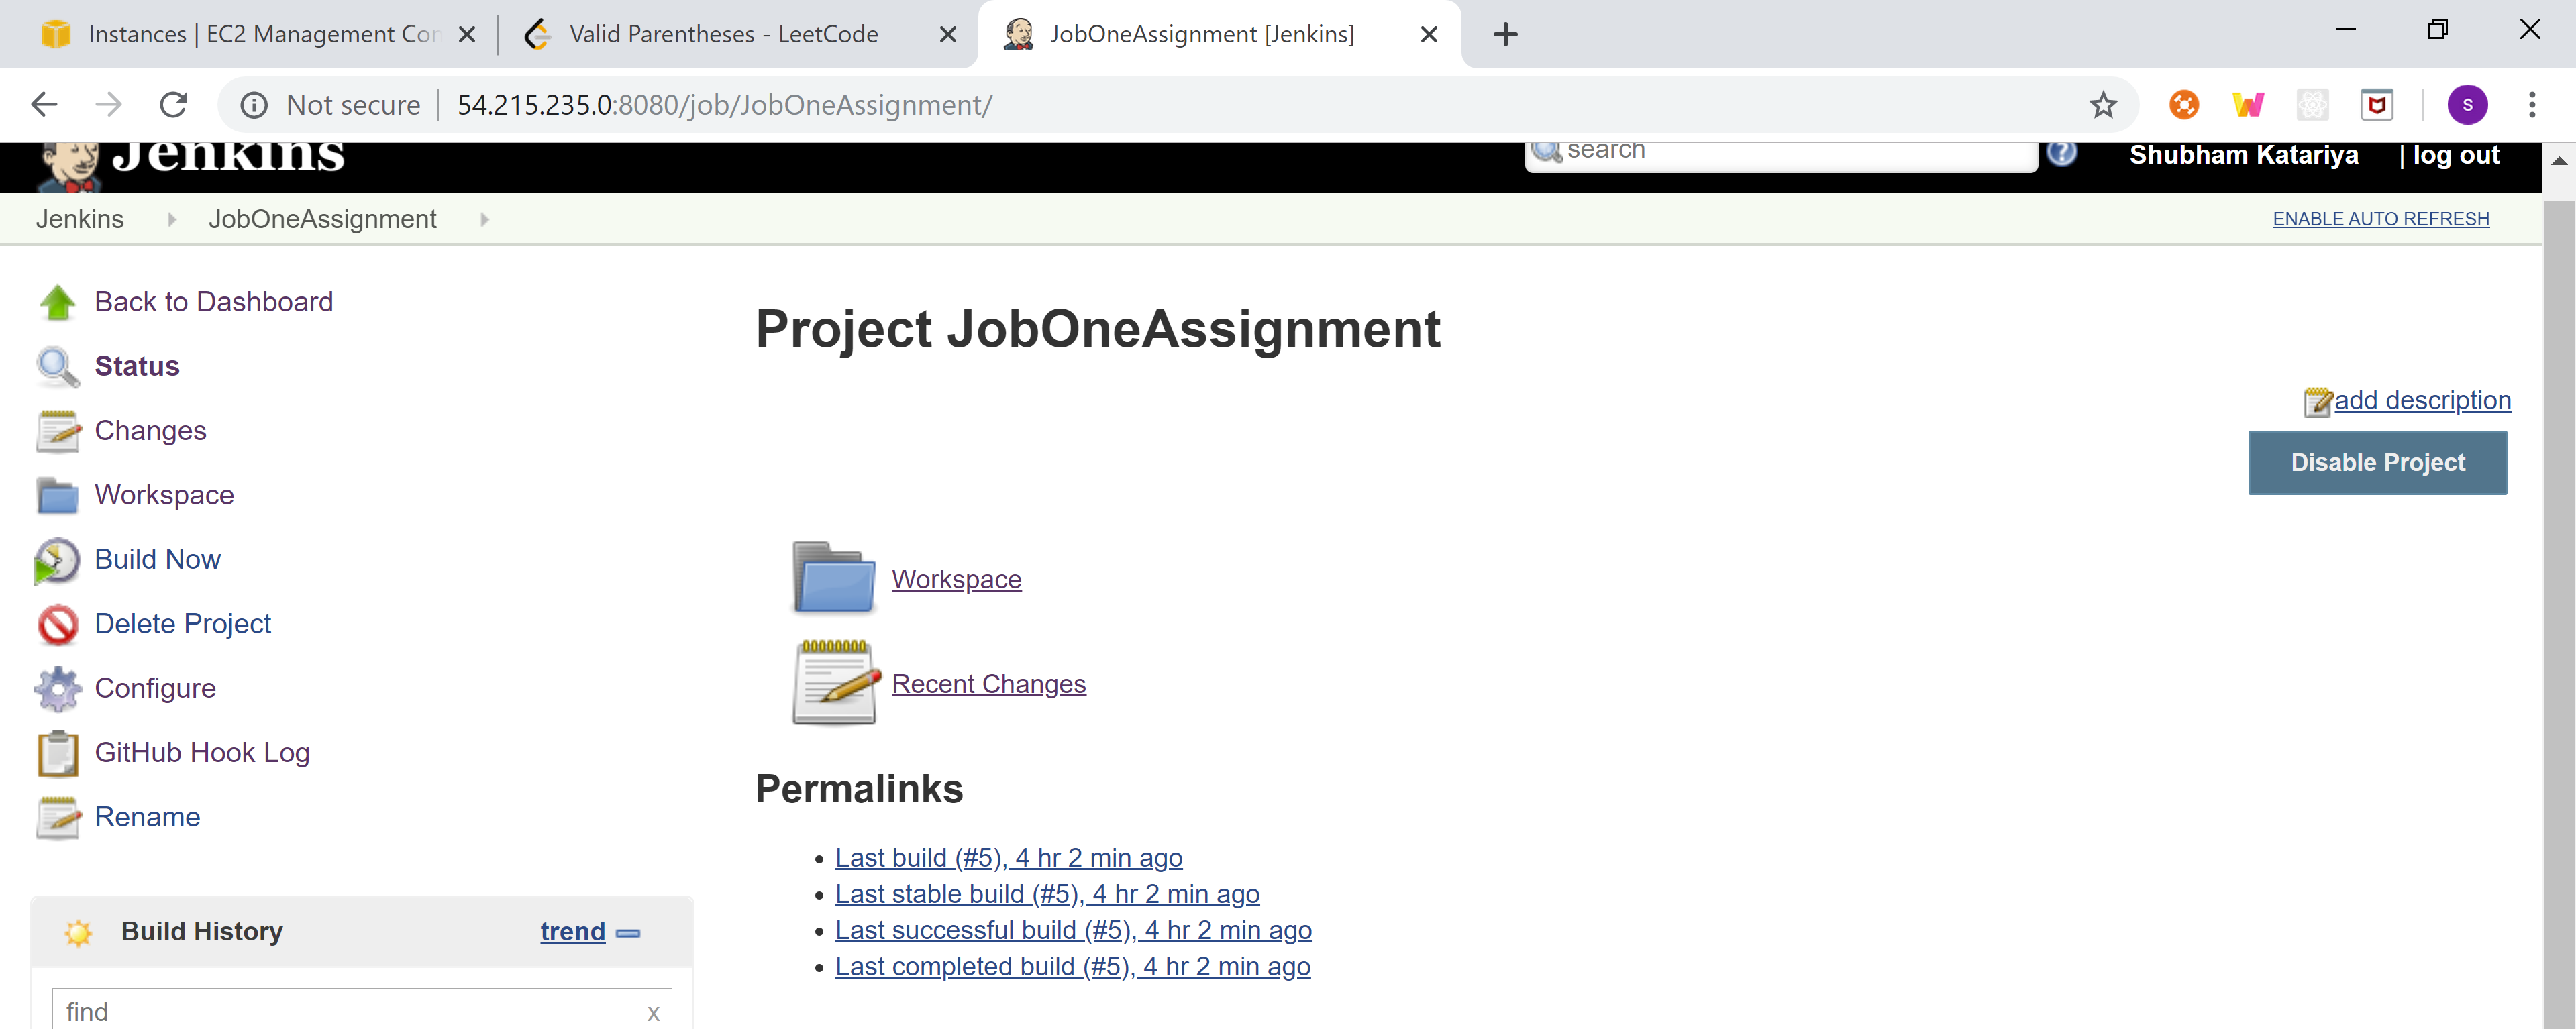 Instances | EC2 Management Con
Valid Parentheses - LeetCode
JobOneAssignment [Jenkins]
Not secure
54.215.235.0:8080/job/JobOneAssignment/
S
Jenkins
search
?
Shubham Katariya
| log out
Jenkins
JobOneAssignment
ENABLE AUTO REFRESH
Back to Dashboard
Status
Changes
Workspace
Build Now
Delete Project
Configure
GitHub Hook Log
Rename
Build History
trend
find
x
Project JobOneAssignment
add description
Disable Project
Workspace
Recent Changes
Permalinks
Last build (#5), 4 hr 2 min ago
Last stable build (#5), 4 hr 2 min ago
Last successful build (#5), 4 hr 2 min ago
Last completed build (#5), 4 hr 2 min ago